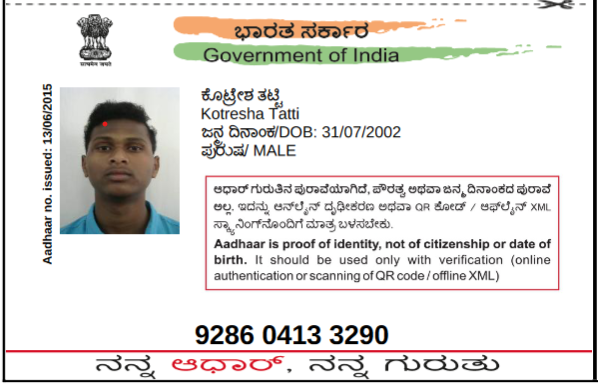 ಭಾರತ ಸರ್ಕಾರ
Government of India
सत्यमेव जयते
Aadhaar no. issued: 13/06/2015
ಕೊಟ್ರೇಶ ತಟ್ಟಿ
Kotresha Tatti
ಜನ್ಮ ದಿನಾಂಕ/DOB: 31/07/2002
ಪುರುಷ/ MALE
ಆಧಾರ್ ಗುರುತಿನ ಪುರಾವೆಯಾಗಿದೆ, ಪೌರತ್ವ ಅಥವಾ ಜನ್ಮ ದಿನಾಂಕದ ಪುರಾವೆ
ಅಲ್ಲ. ಇದನ್ನು ಆನ್‌ಲೈನ್ ದೃಢೀಕರಣ ಅಥವಾ QR ಕೋಡ್ / ಆಫ್‌ಲೈನ್ XML
ಸ್ಕ್ಯಾನಿಂಗ್‌ನೊಂದಿಗೆ ಮಾತ್ರ ಬಳಸಬೇಕು.
Aadhaar is proof of identity, not of citizenship or date of
birth. It should be used only with verification (online
authentication or scanning of QR code / offline XML)
9286 0413 3290
ನನ್ನ ಆಧಾರ್, ನನ್ನ ಗುರುತು